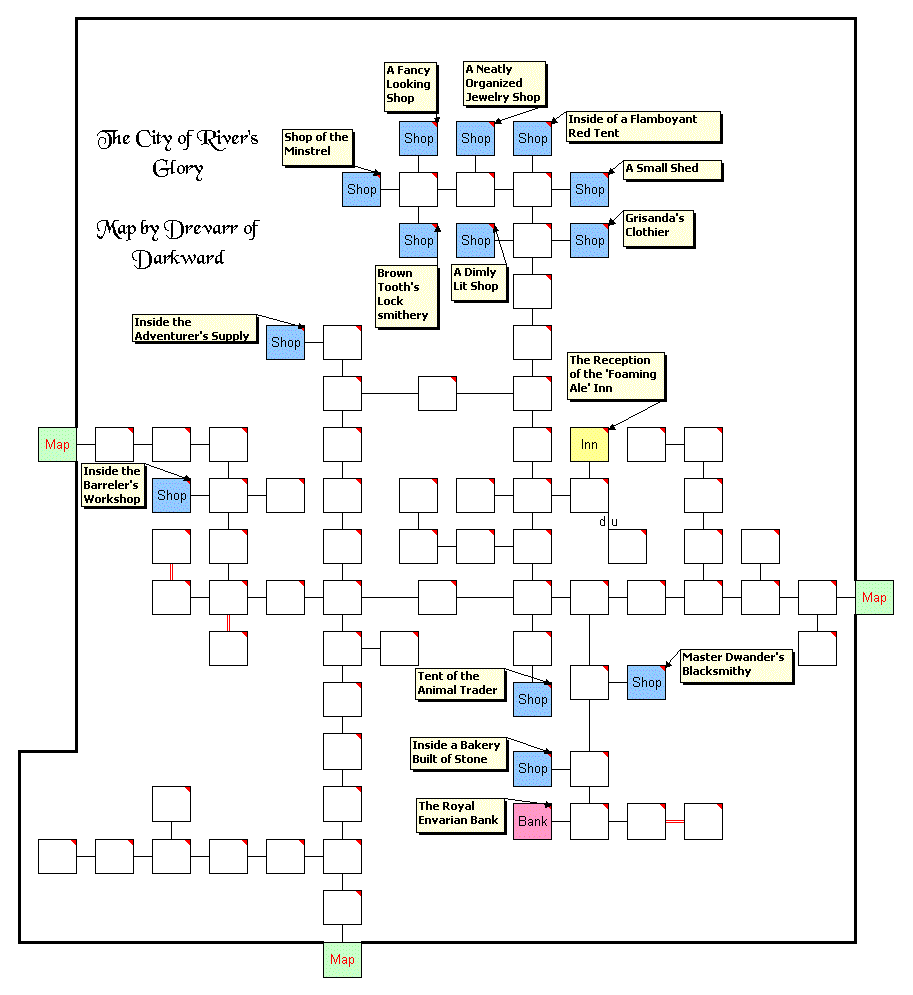 A Fancy
Looking
Shop
A Neatly
Organized
Jewelry Shop
Inside of a Flamboyant
Red Tent
The City of River's
Glory
Shop of the
Minstrel
Shop
Shop
Shop
A Small Shed
Shop
Shop
Grisanda's
Clothier
Map by Drevarr of
Darkward
Shop
Shop
Shop
Brown
Tooth's
Lock
smithery
A Dimly
Lit Shop
Inside the
Adventurer's Supply
Shop
The Reception
of the 'Foaming
Ale' Inn
Map
Inn
Inside the
Barreler's
Workshop
Shop
d u
Map
Master Dwander's
Blacksmithy
Tent of the
Animal Trader
Shop
Shop
Inside a Bakery
Built of Stone
Shop
The Royal
Envarian Bank
Bank
Map